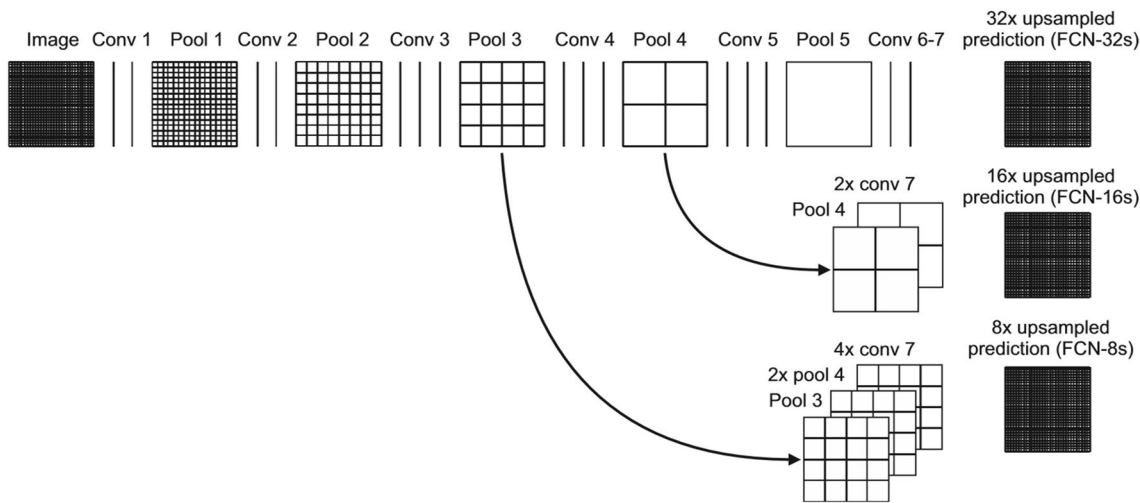 32x upsampled
prediction (FCN-32s)
Image Conv 1 Pool 1 Conv 2 Pool 2 Conv 3 Pool 3 Conv 4 Pool 4 Conv 5 Pool 5 Conv 6-7
16x upsampled
prediction (FCN-16s)
2x conv 7
Pool 4
8x upsampled
prediction (FCN-8s)
4x conv 7
2x pool 4
Pool 3